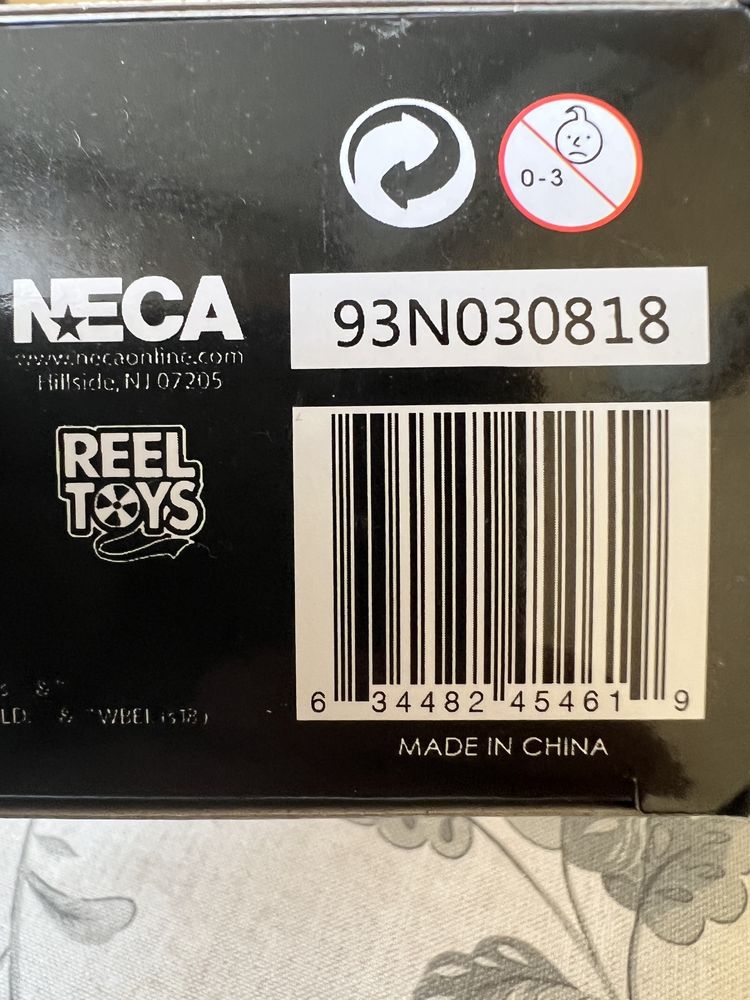 0-3
NECA
www.necaonline.com
Hillside, NJ 07205
93N030818
REEL
TOYS
6 34482 45461 9
LD. &
MADE IN CHINA